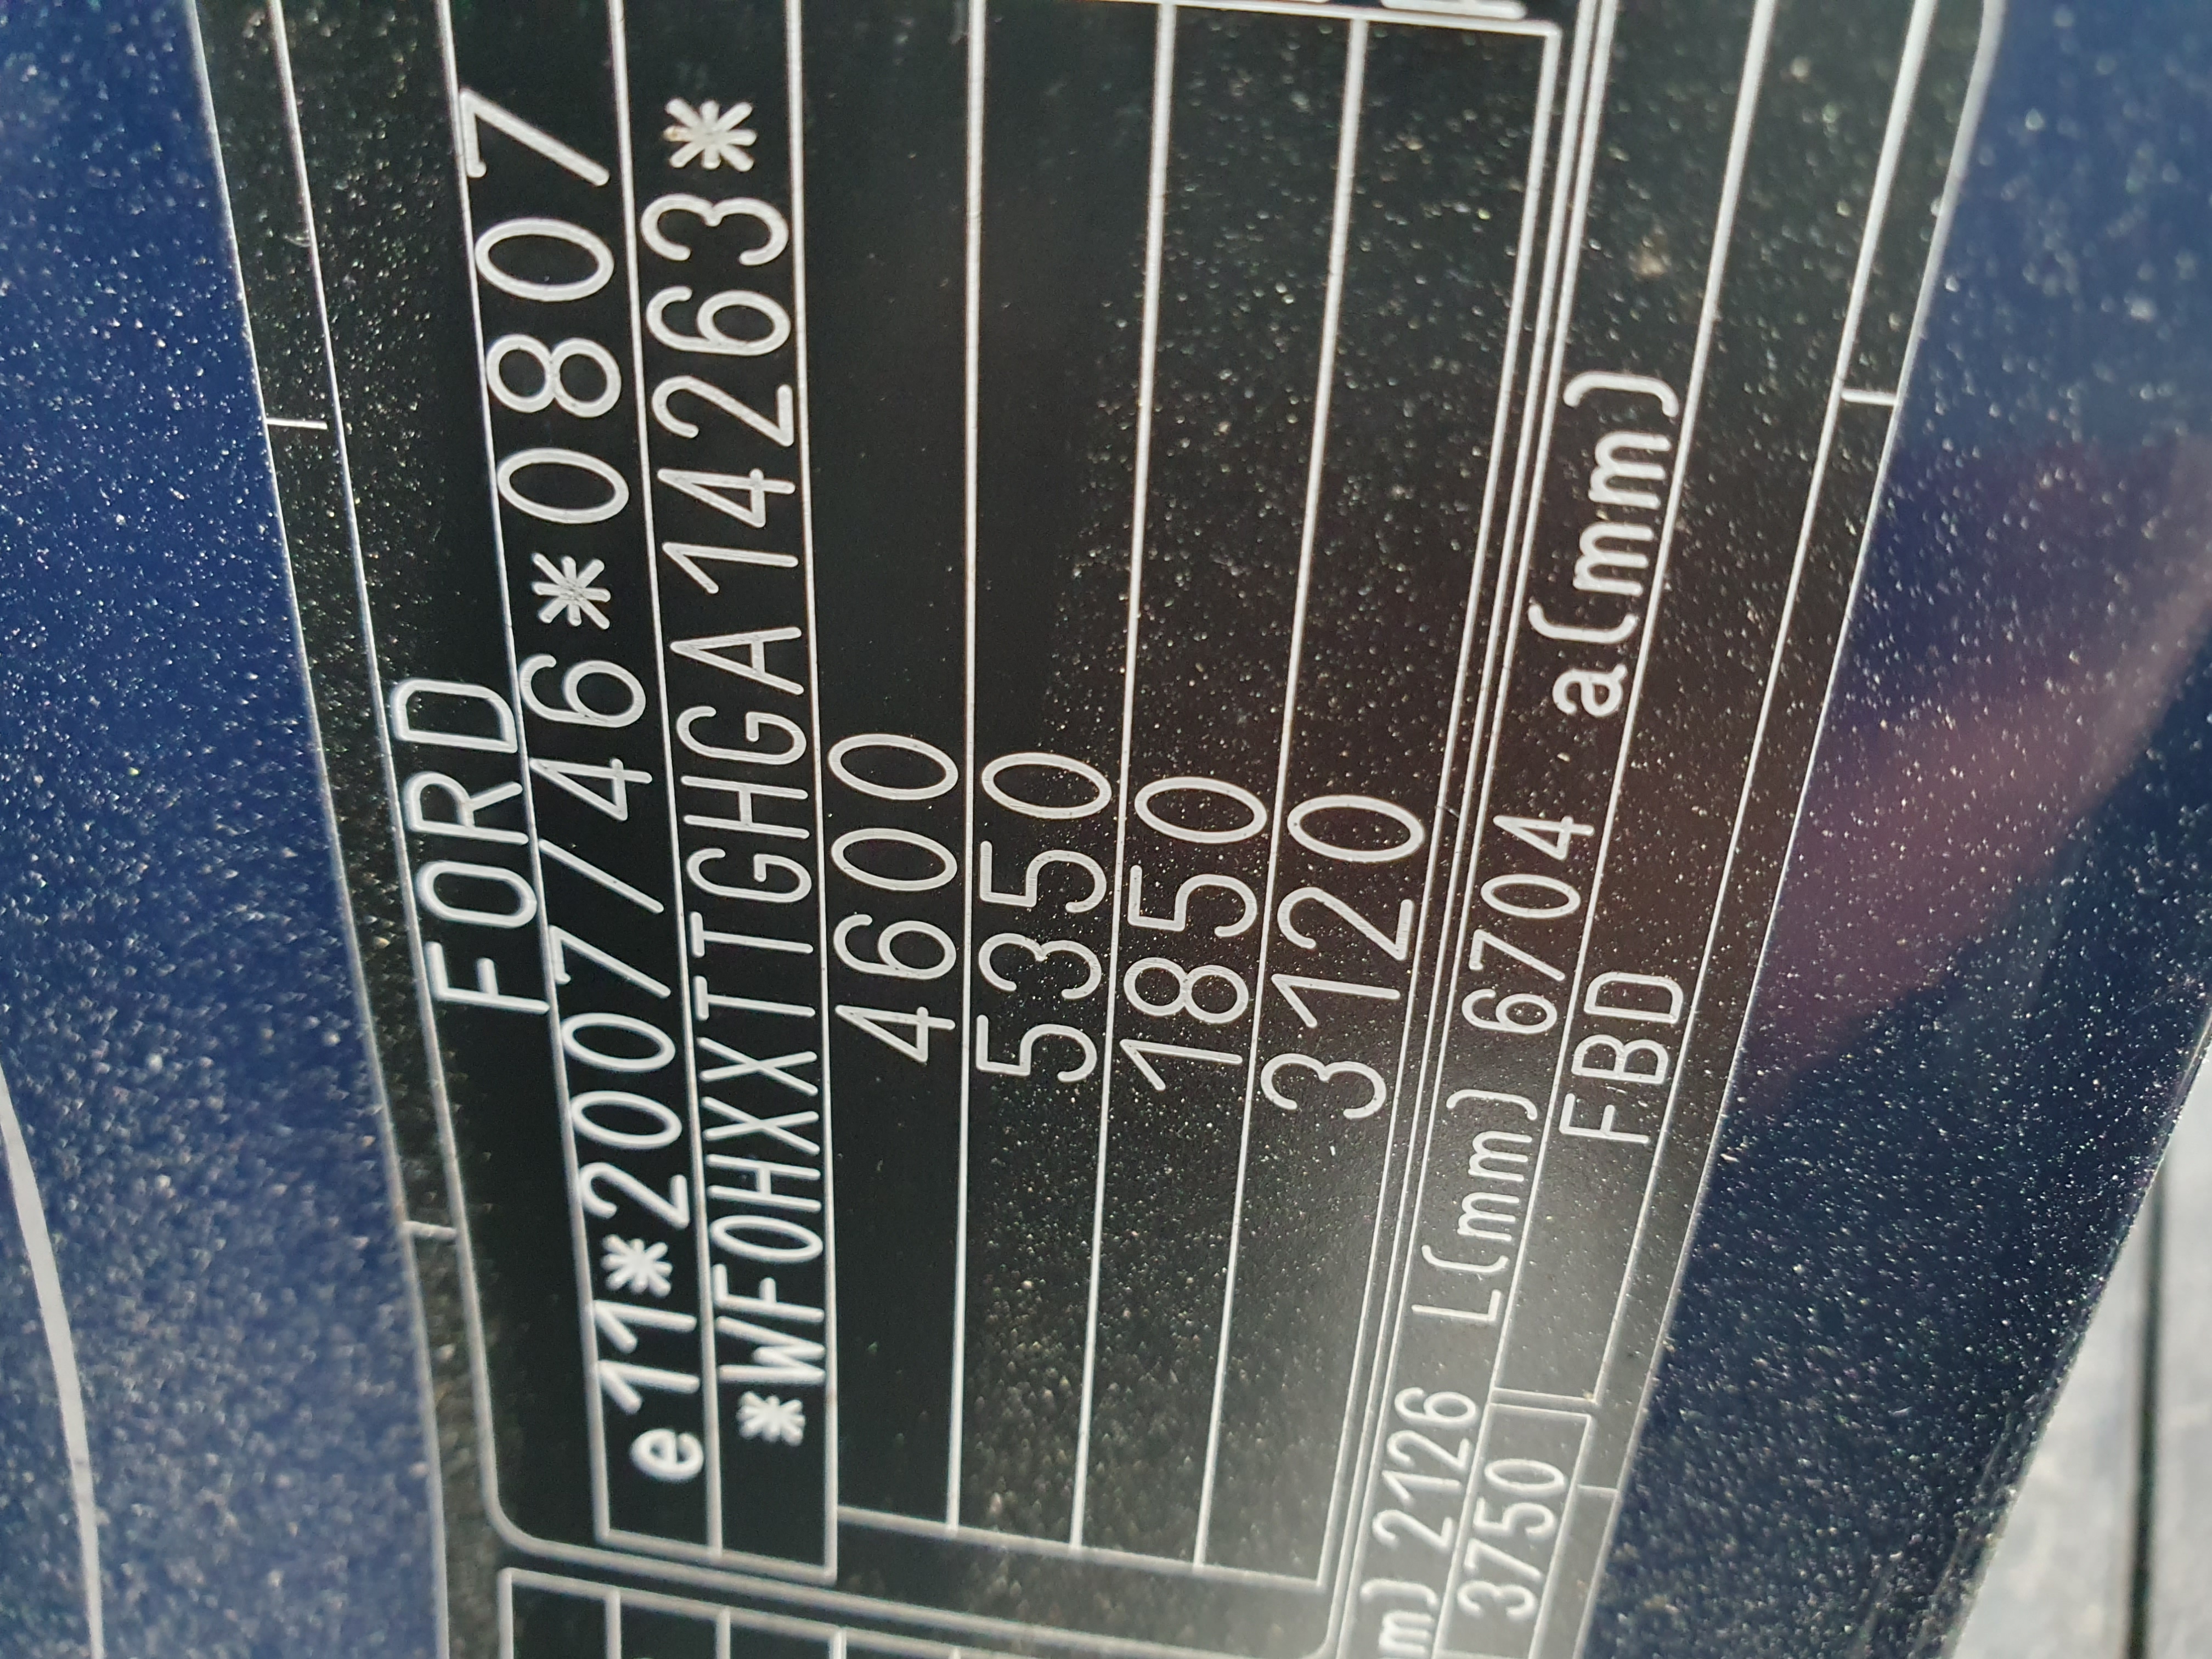 FORD
e11*2007/46*0807
*WF0HXXTTGHGA14263*
4600
5350
1850
3120
m) 2126 L(mm) 6704 a(mm)
3750 FBD